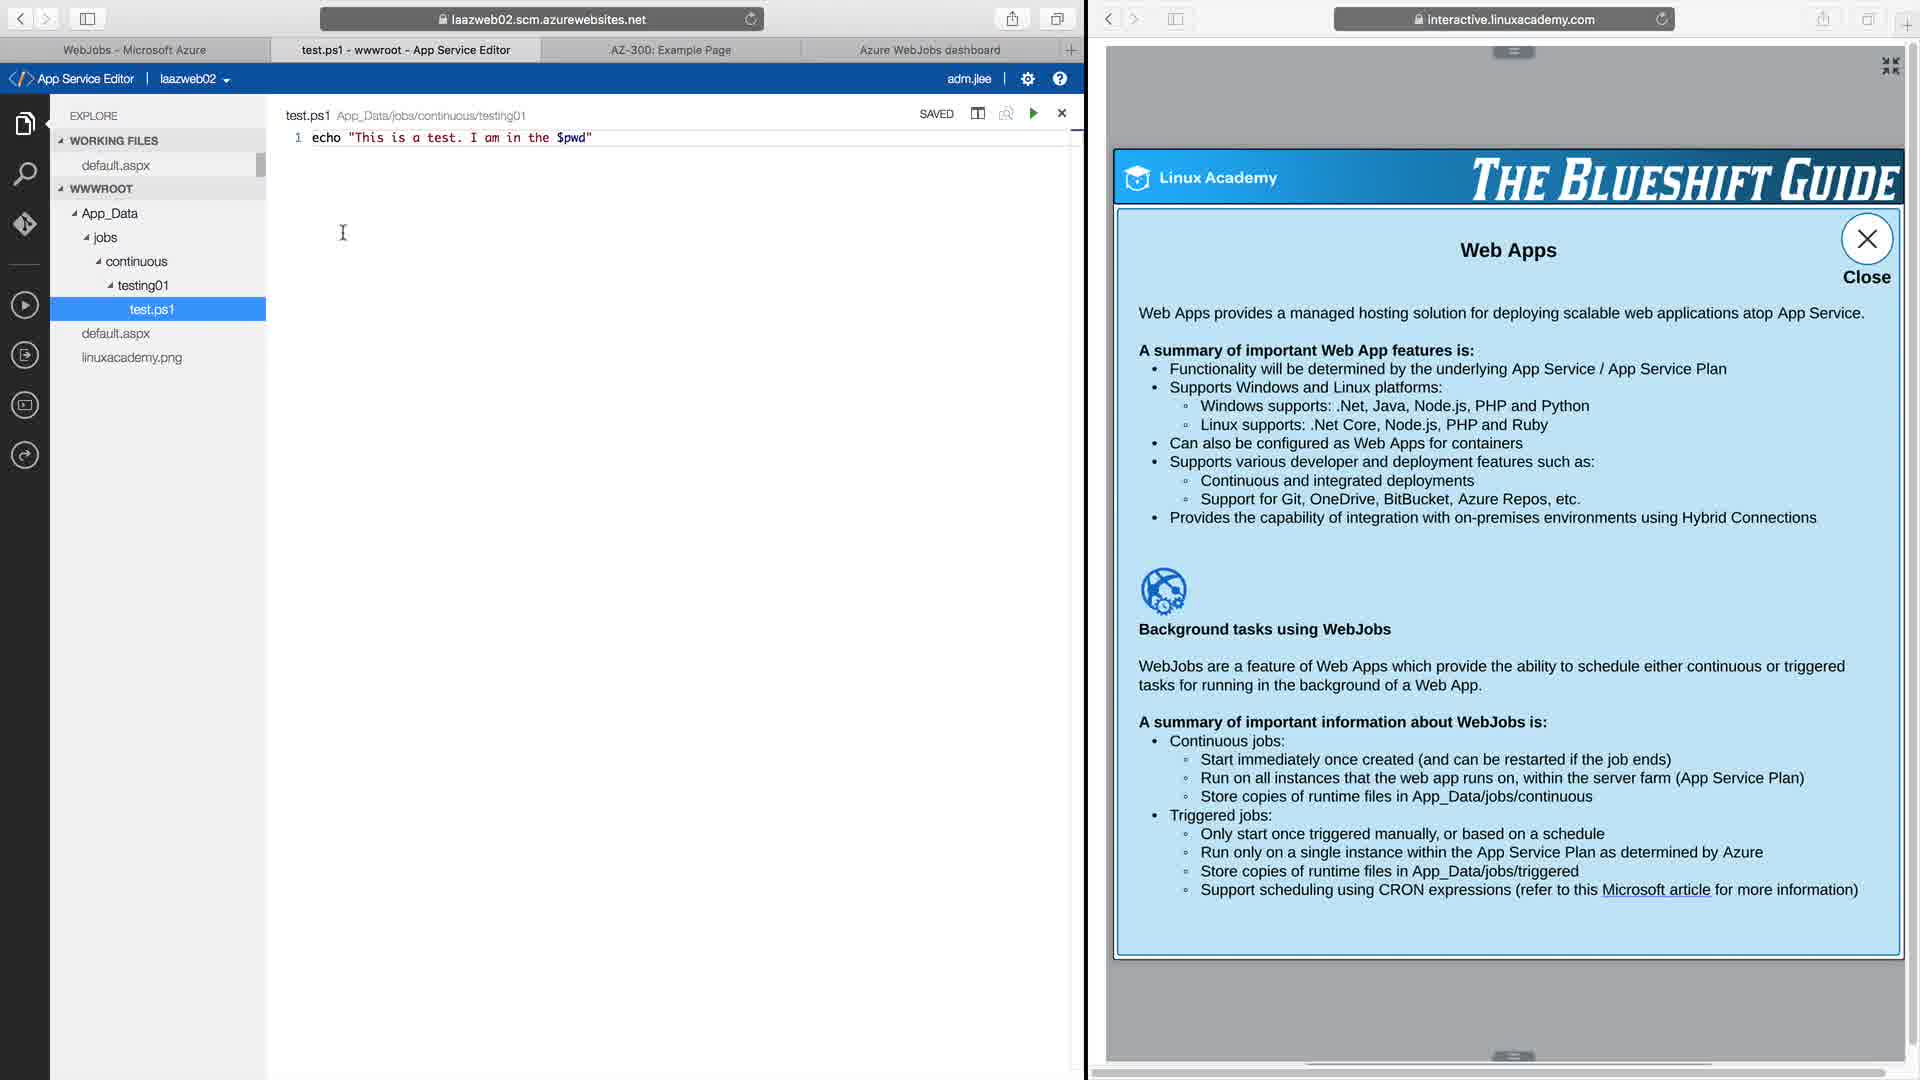 laazweb02.scm.azurewebsites.net
WebJobs - Microsoft Azure
test.ps1 - wwwroot - App Service Editor
AZ-300: Example Page
Azure WebJobs dashboard
App Service Editor
laazweb02
adm.jlee
EXPLORE
WORKING FILES
default.aspx
WWWROOT
App_Data
jobs
continuous
testing01
test.ps1
default.aspx
linuxacademy.png
test.ps1 App_Data/jobs/continuous/testing01
SAVED
1 echo "This is a test. I am in the $pwd"
interactive.linuxacademy.com
Linux Academy
THE BLUESHIFT GUIDE
Web Apps
Close
Web Apps provides a managed hosting solution for deploying scalable web applications atop App Service.
A summary of important Web App features is:
• Functionality will be determined by the underlying App Service / App Service Plan
• Supports Windows and Linux platforms:
◦ Windows supports: .Net, Java, Node.js, PHP and Python
◦ Linux supports: .Net Core, Node.js, PHP and Ruby
• Can also be configured as Web Apps for containers
• Supports various developer and deployment features such as:
◦ Continuous and integrated deployments
◦ Support for Git, OneDrive, BitBucket, Azure Repos, etc.
• Provides the capability of integration with on-premises environments using Hybrid Connections
Background tasks using WebJobs
WebJobs are a feature of Web Apps which provide the ability to schedule either continuous or triggered
tasks for running in the background of a Web App.
A summary of important information about WebJobs is:
• Continuous jobs:
◦ Start immediately once created (and can be restarted if the job ends)
◦ Run on all instances that the web app runs on, within the server farm (App Service Plan)
◦ Store copies of runtime files in App_Data/jobs/continuous
• Triggered jobs:
◦ Only start once triggered manually, or based on a schedule
◦ Run only on a single instance within the App Service Plan as determined by Azure
◦ Store copies of runtime files in App_Data/jobs/triggered
◦ Support scheduling using CRON expressions (refer to this Microsoft article for more information)